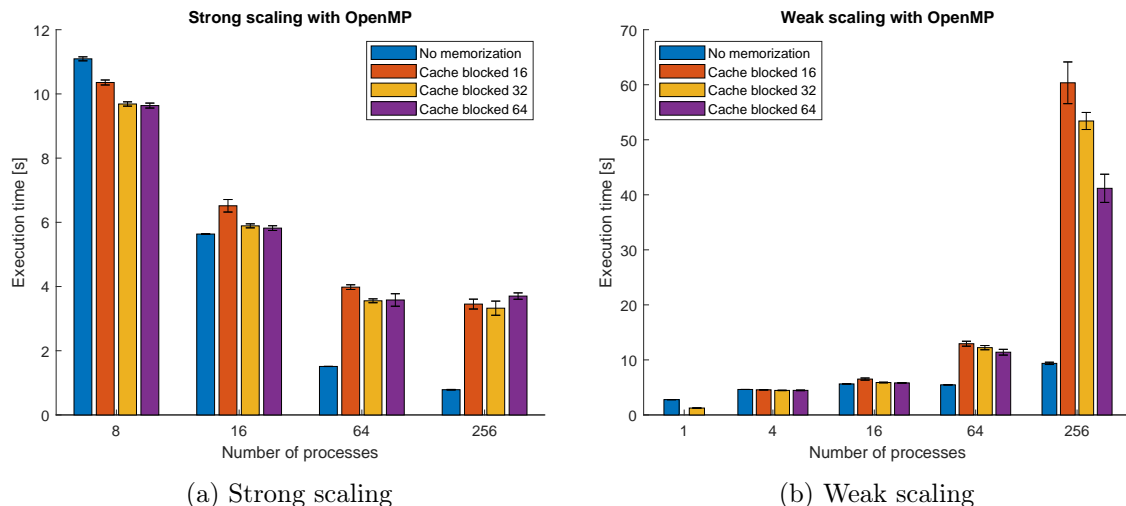 Strong scaling with OpenMP
12
10
8
6
4
2
0
Execution time [s]
No memorization
Cache blocked 16
Cache blocked 32
Cache blocked 64
8 16 64 256
Number of processes
(a) Strong scaling
Weak scaling with OpenMP
70
60
50
40
30
20
10
0
Execution time [s]
No memorization
Cache blocked 16
Cache blocked 32
Cache blocked 64
1 4 16 64 256
Number of processes
(b) Weak scaling